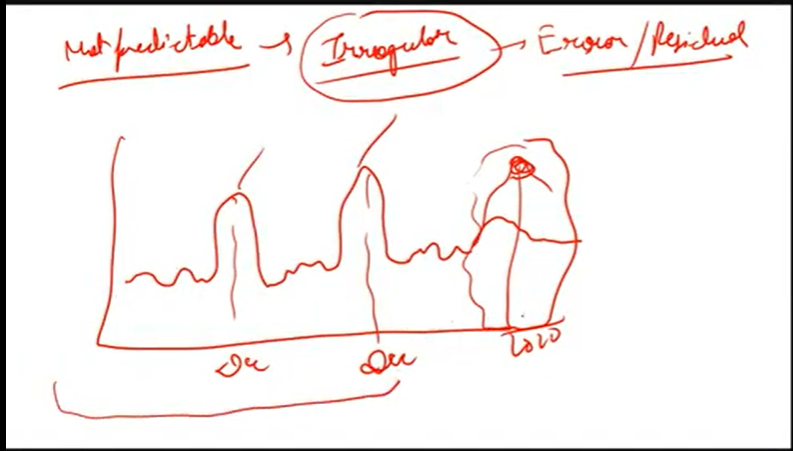 Not predictable → Irregular → Error/Residual
Dec Dec 2020